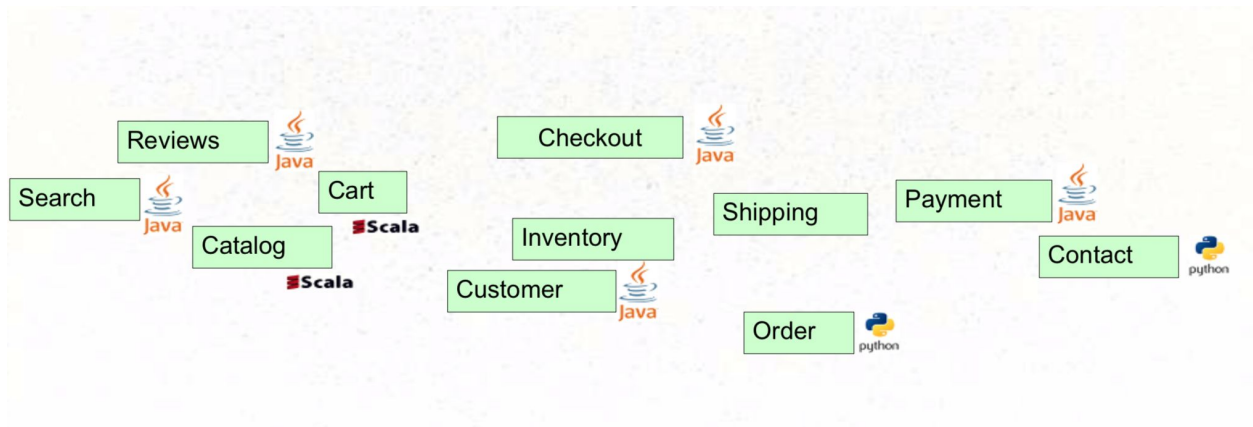 Reviews
Java
Checkout
Java
Search
Java
Cart
Scala
Catalog
Scala
Inventory
Customer
Java
Shipping
Payment
Java
Contact
python
Order
python